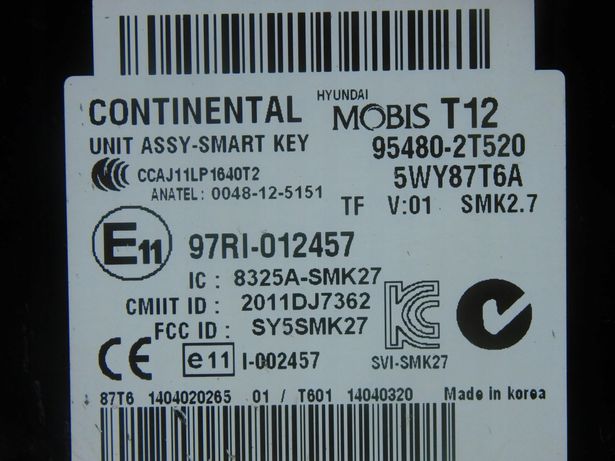 CONTINENTAL HYUNDAI MOBIS T12
UNIT ASSY-SMART KEY 95480-2T520
CCAJ11LP1640T2 5WY87T6A
ANATEL: 0048-12-5151
TF V:01 SMK2.7
E11 97RI-012457
IC : 8325A-SMK27
CMIIT ID : 2011DJ7362
FCC ID : SY5SMK27
CE e11 I-002457 SVI-SMK27
87T6 1404020265 01 / T601 14040320 Made in korea